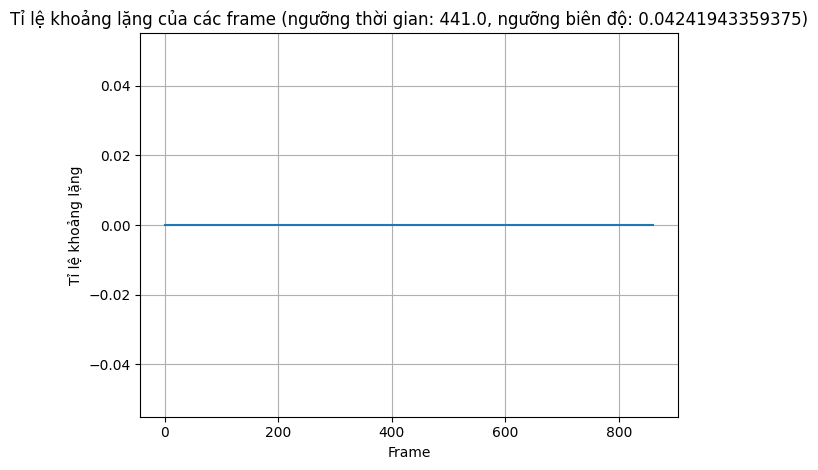 Tỉ lệ khoảng lặng của các frame (ngưỡng thời gian: 441.0, ngưỡng biên độ: 0.04241943359375)
0.04
0.02
0.00
−0.02
−0.04
Tỉ lệ khoảng lặng
0 200 400 600 800
Frame